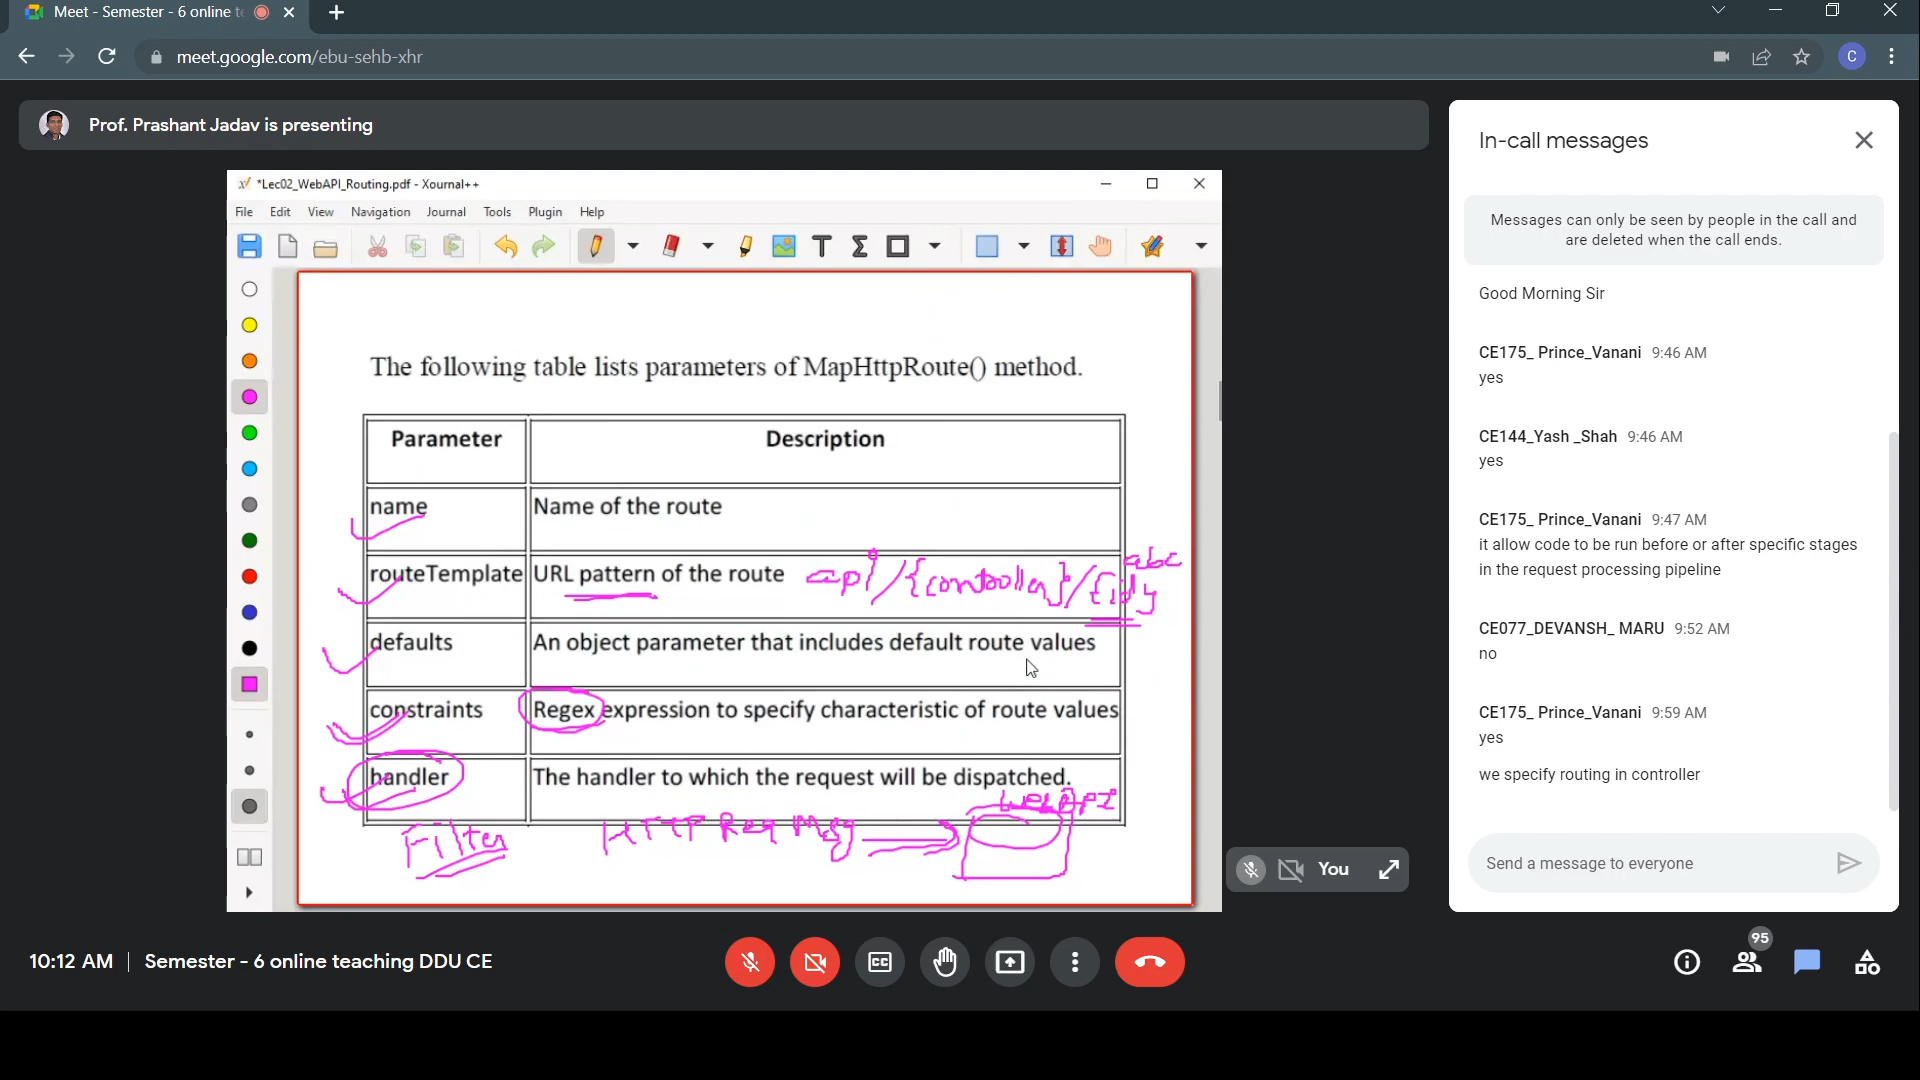 Meet - Semester - 6 online te
meet.google.com/ebu-sehb-xhr
C
Prof. Prashant Jadav is presenting
*Lec02_WebAPI_Routing.pdf - Xournal++
File Edit View Navigation Journal Tools Plugin Help
The following table lists parameters of MapHttpRoute() method.
Parameter Description
name Name of the route
abc
routeTemplate URL pattern of the route api/{controller}/{id}
defaults An object parameter that includes default route values
constraints Regex expression to specify characteristic of route values
handler The handler to which the request will be dispatched.
WebAPI
Filter HTTP Req Msg
You
In-call messages
Messages can only be seen by people in the call and
are deleted when the call ends.
Good Morning Sir
CE175_ Prince_Vanani 9:46 AM
yes
CE144_Yash _Shah 9:46 AM
yes
CE175_ Prince_Vanani 9:47 AM
it allow code to be run before or after specific stages
in the request processing pipeline
CE077_DEVANSH_ MARU 9:52 AM
no
CE175_ Prince_Vanani 9:59 AM
yes
we specify routing in controller
Send a message to everyone
10:12 AM | Semester - 6 online teaching DDU CE
95